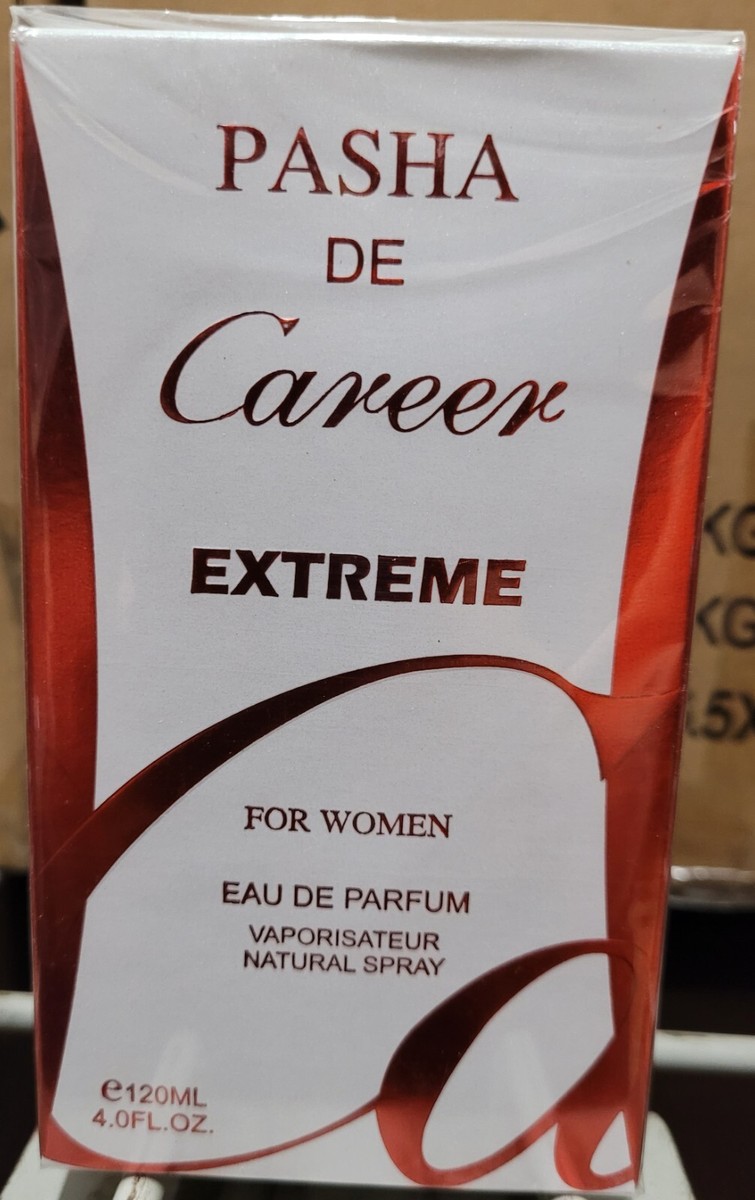 PASHA
DE
Career
EXTREME
FOR WOMEN
EAU DE PARFUM
VAPORISATEUR
NATURAL SPRAY
℮120ML
4.0FL.OZ.